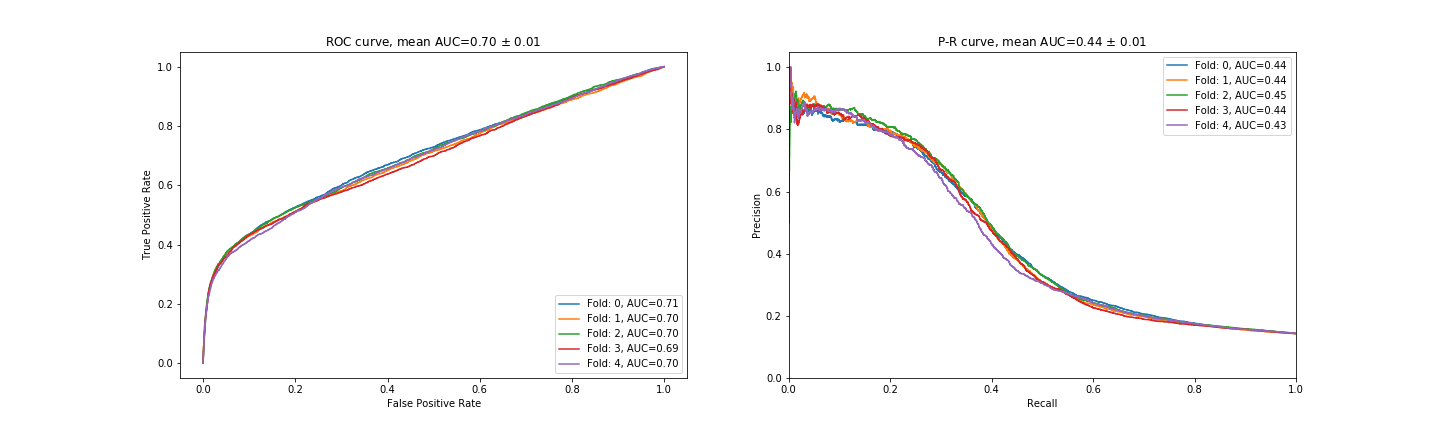 ROC curve, mean AUC=0.70 ± 0.01
True Positive Rate
1.0
0.8
0.6
0.4
0.2
0.0
Fold: 0, AUC=0.71
Fold: 1, AUC=0.70
Fold: 2, AUC=0.70
Fold: 3, AUC=0.69
Fold: 4, AUC=0.70
0.0 0.2 0.4 0.6 0.8 1.0
False Positive Rate
P-R curve, mean AUC=0.44 ± 0.01
Precision
1.0
0.8
0.6
0.4
0.2
0.0
Fold: 0, AUC=0.44
Fold: 1, AUC=0.44
Fold: 2, AUC=0.45
Fold: 3, AUC=0.44
Fold: 4, AUC=0.43
0.0 0.2 0.4 0.6 0.8 1.0
Recall